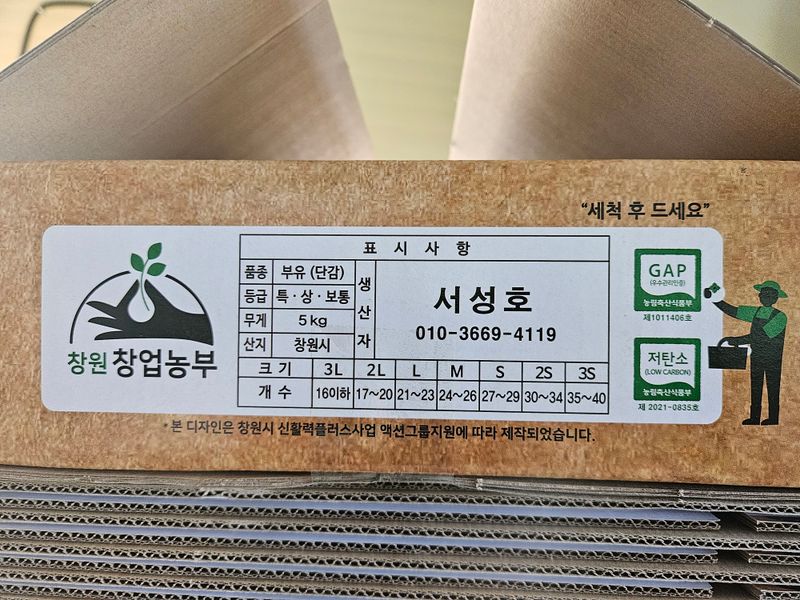 “세척 후 드세요”
창원 창업농부
표 시 사 항
품종 부유 (단감)
등급 특·상·보통
무게 5kg
산지 창원시
생산자
서성호
010-3669-4119
크 기 3L 2L L M S 2S 3S
개 수 16이하 17~20 21~23 24~26 27~29 30~34 35~40
GAP
(우수관리인증)
농림축산식품부
제1011406호
저탄소
(LOW CARBON)
농림축산식품부
제 2021-0835호
*본 디자인은 창원시 신활력플러스사업 액션그룹지원에 따라 제작되었습니다.